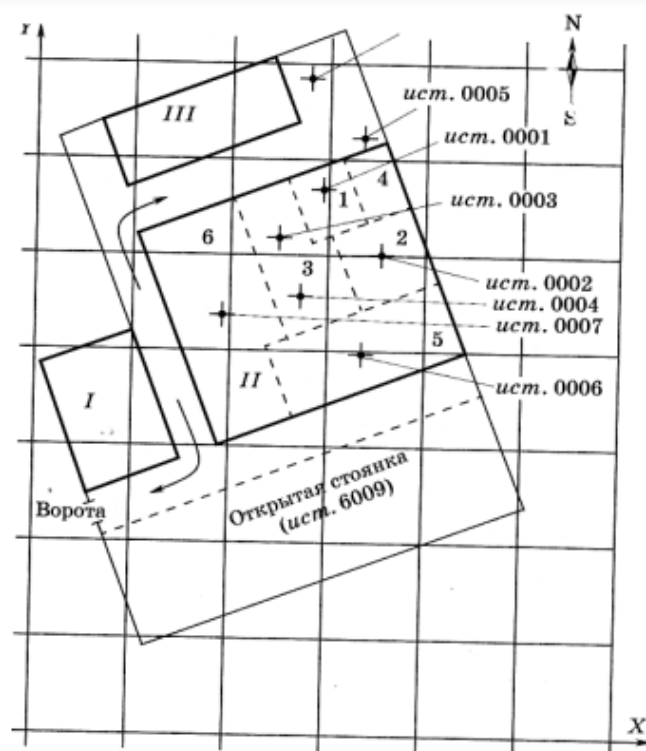 Y
N
S
ист. 0005
III
ист. 0001
4
1
ист. 0003
6
2
3
ист. 0002
ист. 0004
ист. 0007
5
II
ист. 0006
I
Открытая стоянка
(ист. 6009)
Ворота
X